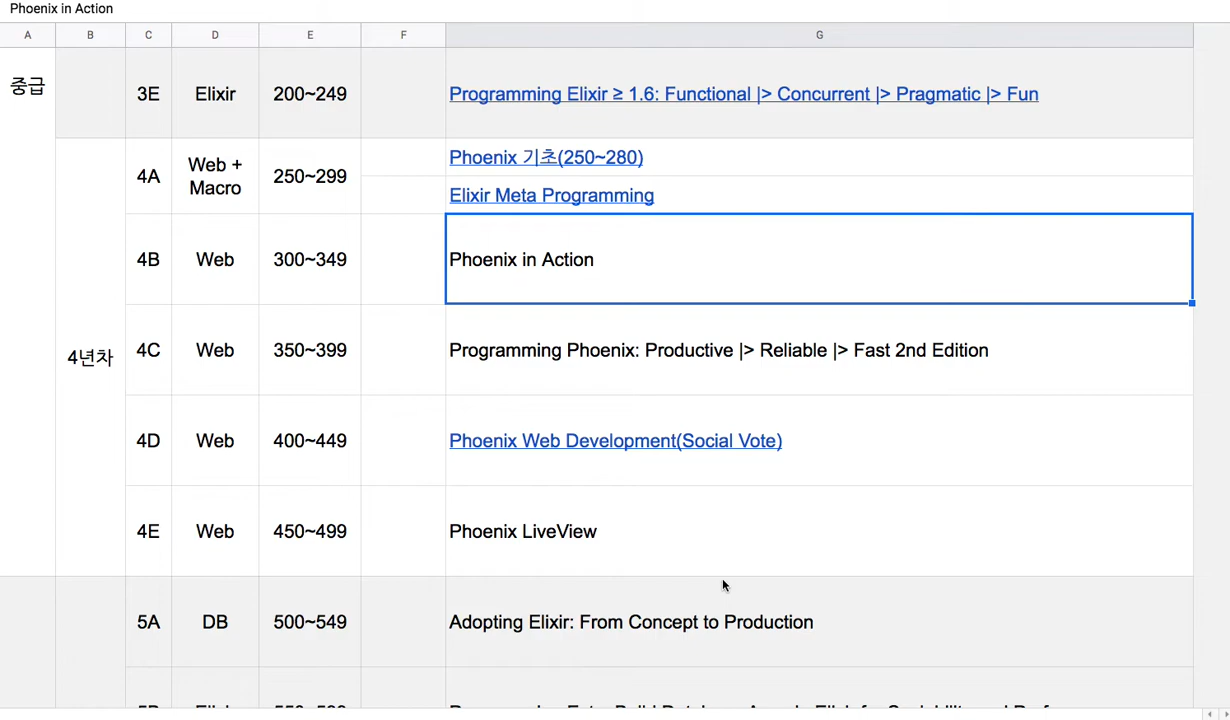 Phoenix in Action
A B C D E F G
중급
3E Elixir 200~249 Programming Elixir ≥ 1.6: Functional |> Concurrent |> Pragmatic |> Fun
4년차
4A Web + Macro 250~299 Phoenix 기초(250~280)
Elixir Meta Programming
4B Web 300~349 Phoenix in Action
4C Web 350~399 Programming Phoenix: Productive |> Reliable |> Fast 2nd Edition
4D Web 400~449 Phoenix Web Development(Social Vote)
4E Web 450~499 Phoenix LiveView
5A DB 500~549 Adopting Elixir: From Concept to Production